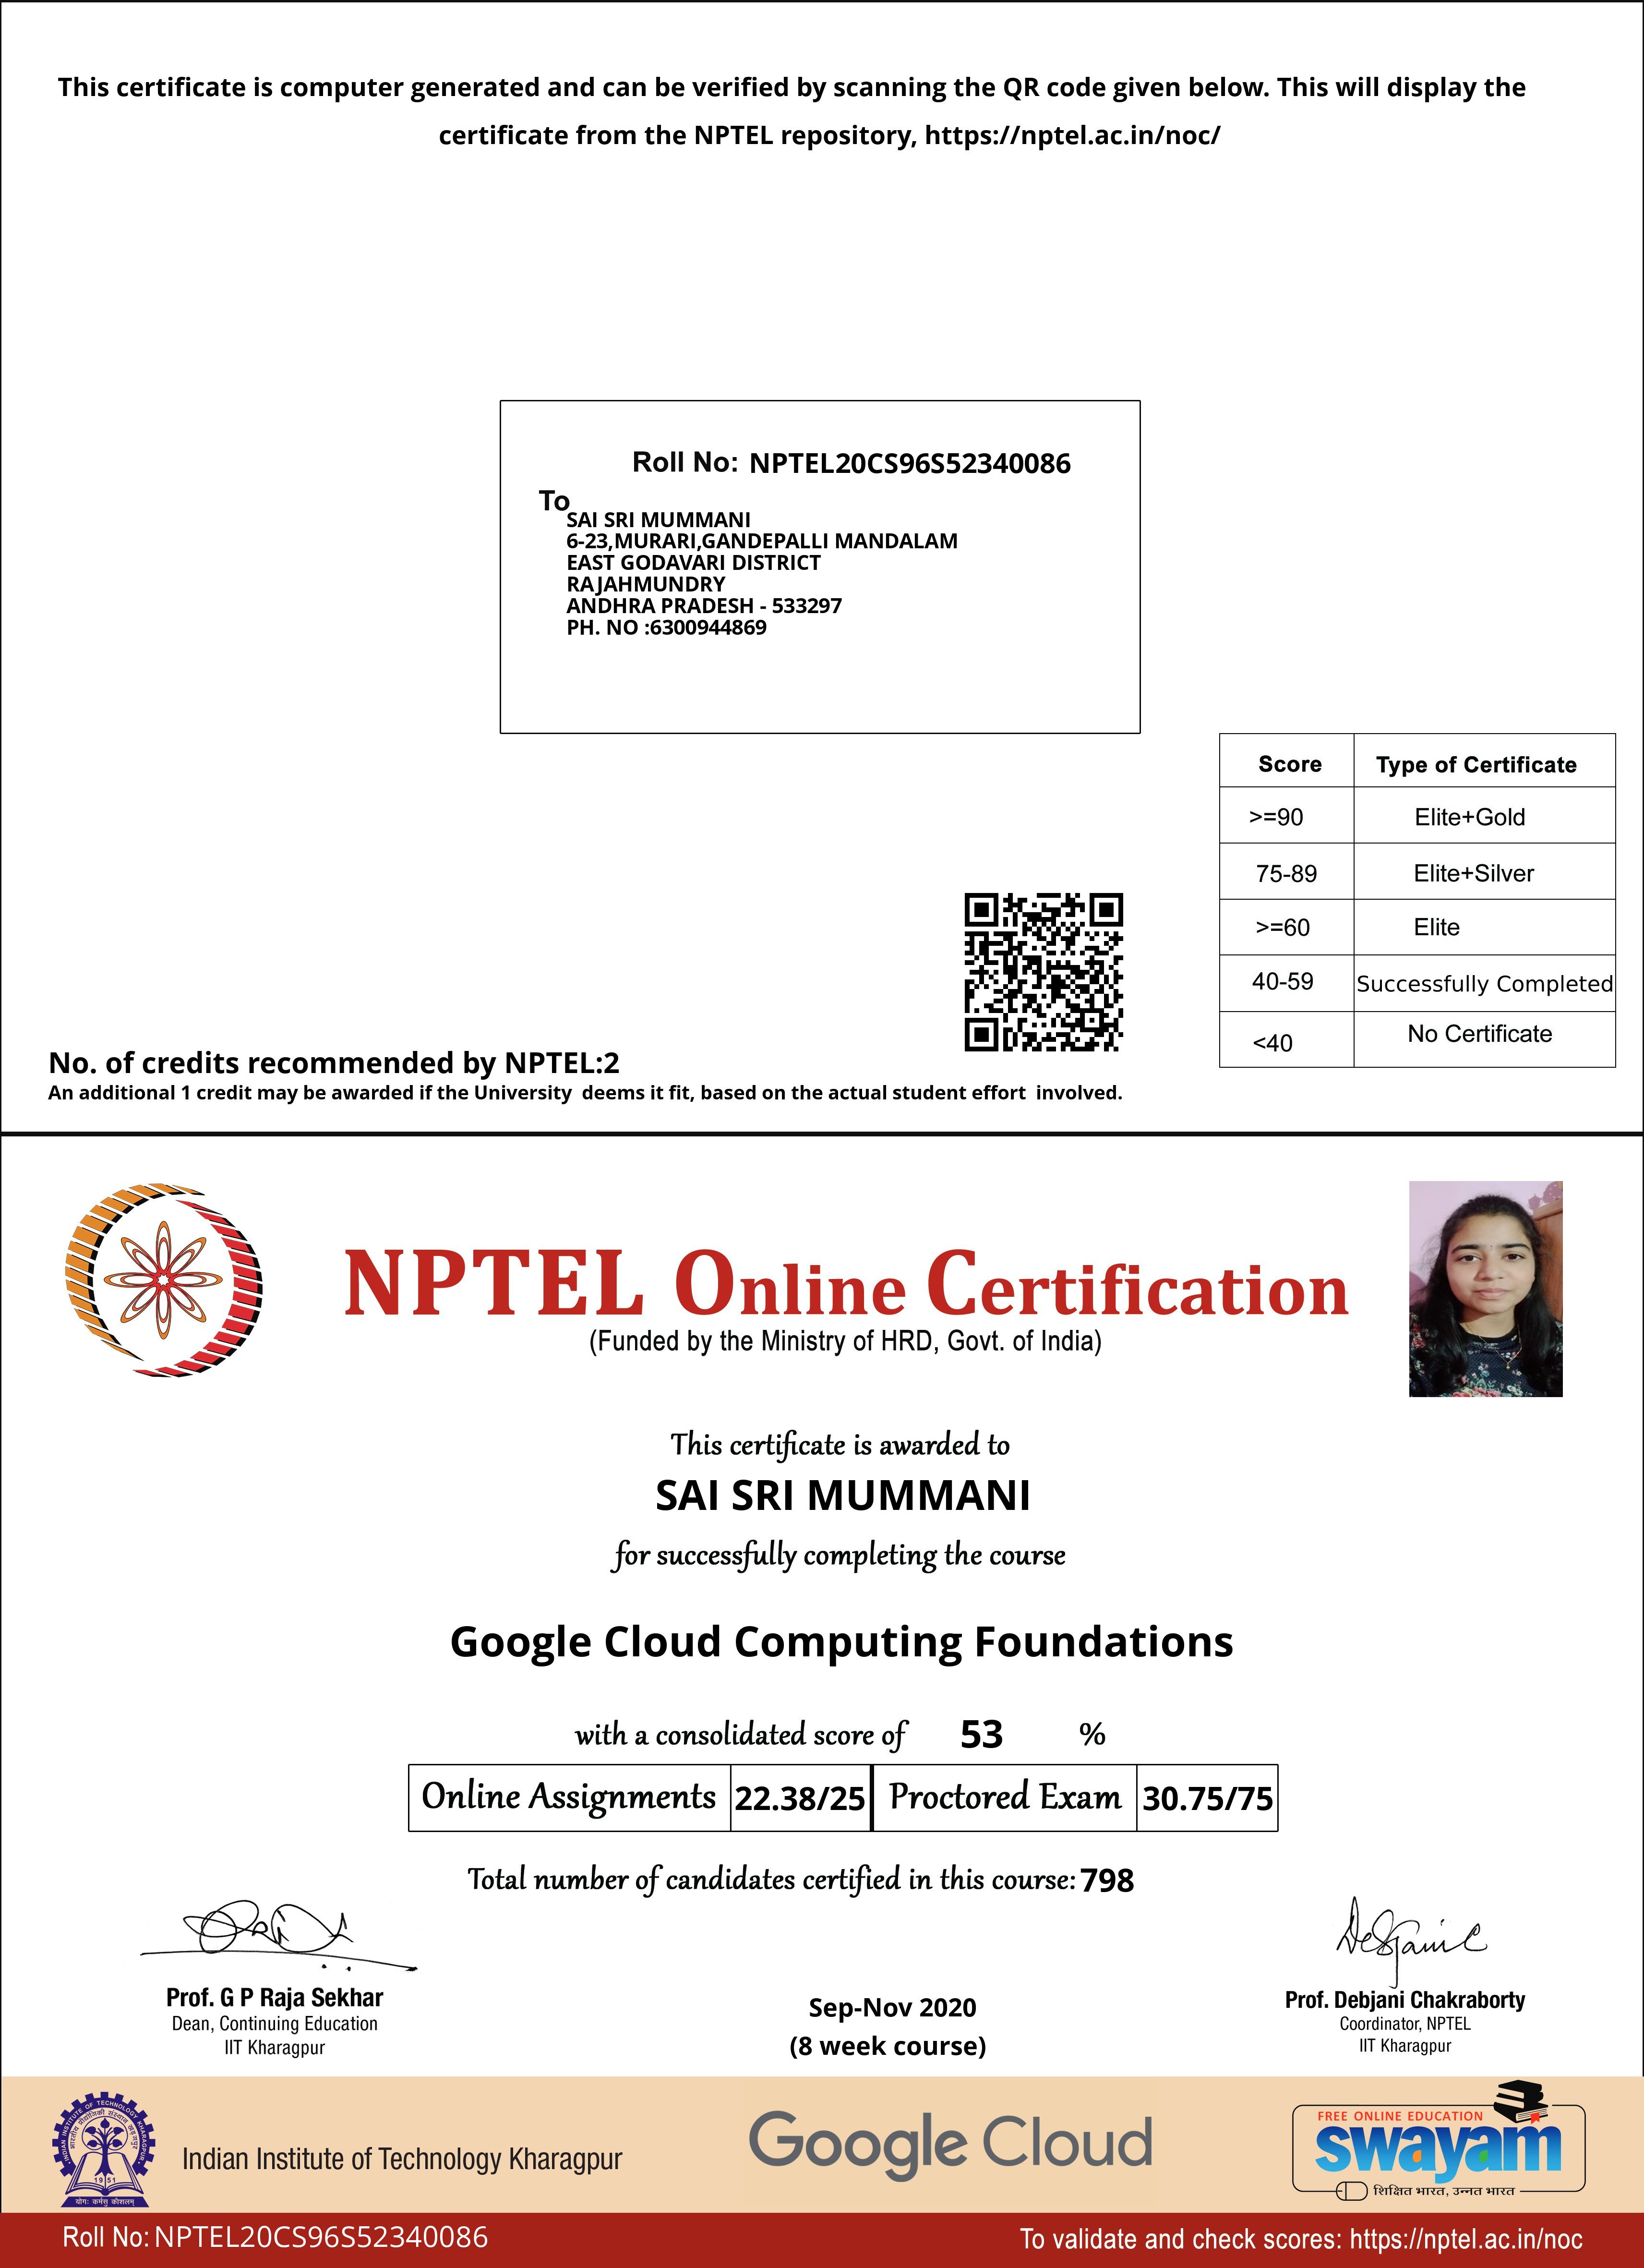 This certificate is computer generated and can be verified by scanning the QR code given below. This will display the
certificate from the NPTEL repository, https://nptel.ac.in/noc/
Roll No: NPTEL20CS96S52340086
To
SAI SRI MUMMANI
6-23,MURARI,GANDEPALLI MANDALAM
EAST GODAVARI DISTRICT
RAJAHMUNDRY
ANDHRA PRADESH - 533297
PH. NO :6300944869
Score Type of Certificate
>=90 Elite+Gold
75-89 Elite+Silver
>=60 Elite
40-59 Successfully Completed
<40 No Certificate
No. of credits recommended by NPTEL:2
An additional 1 credit may be awarded if the University deems it fit, based on the actual student effort involved.
NPTEL Online Certification
(Funded by the Ministry of HRD, Govt. of India)
This certificate is awarded to
SAI SRI MUMMANI
for successfully completing the course
Google Cloud Computing Foundations
with a consolidated score of 53 %
Online Assignments 22.38/25 Proctored Exam 30.75/75
Total number of candidates certified in this course: 798
Prof. G P Raja Sekhar
Dean, Continuing Education
IIT Kharagpur
Sep-Nov 2020
(8 week course)
Prof. Debjani Chakraborty
Coordinator, NPTEL
IIT Kharagpur
INDIAN INSTITUTE OF TECHNOLOGY KHARAGPUR
1951
योगः कर्मसु कौशलम्
Indian Institute of Technology Kharagpur
Google Cloud
FREE ONLINE EDUCATION
swayam
शिक्षित भारत, उन्नत भारत
Roll No: NPTEL20CS96S52340086
To validate and check scores: https://nptel.ac.in/noc